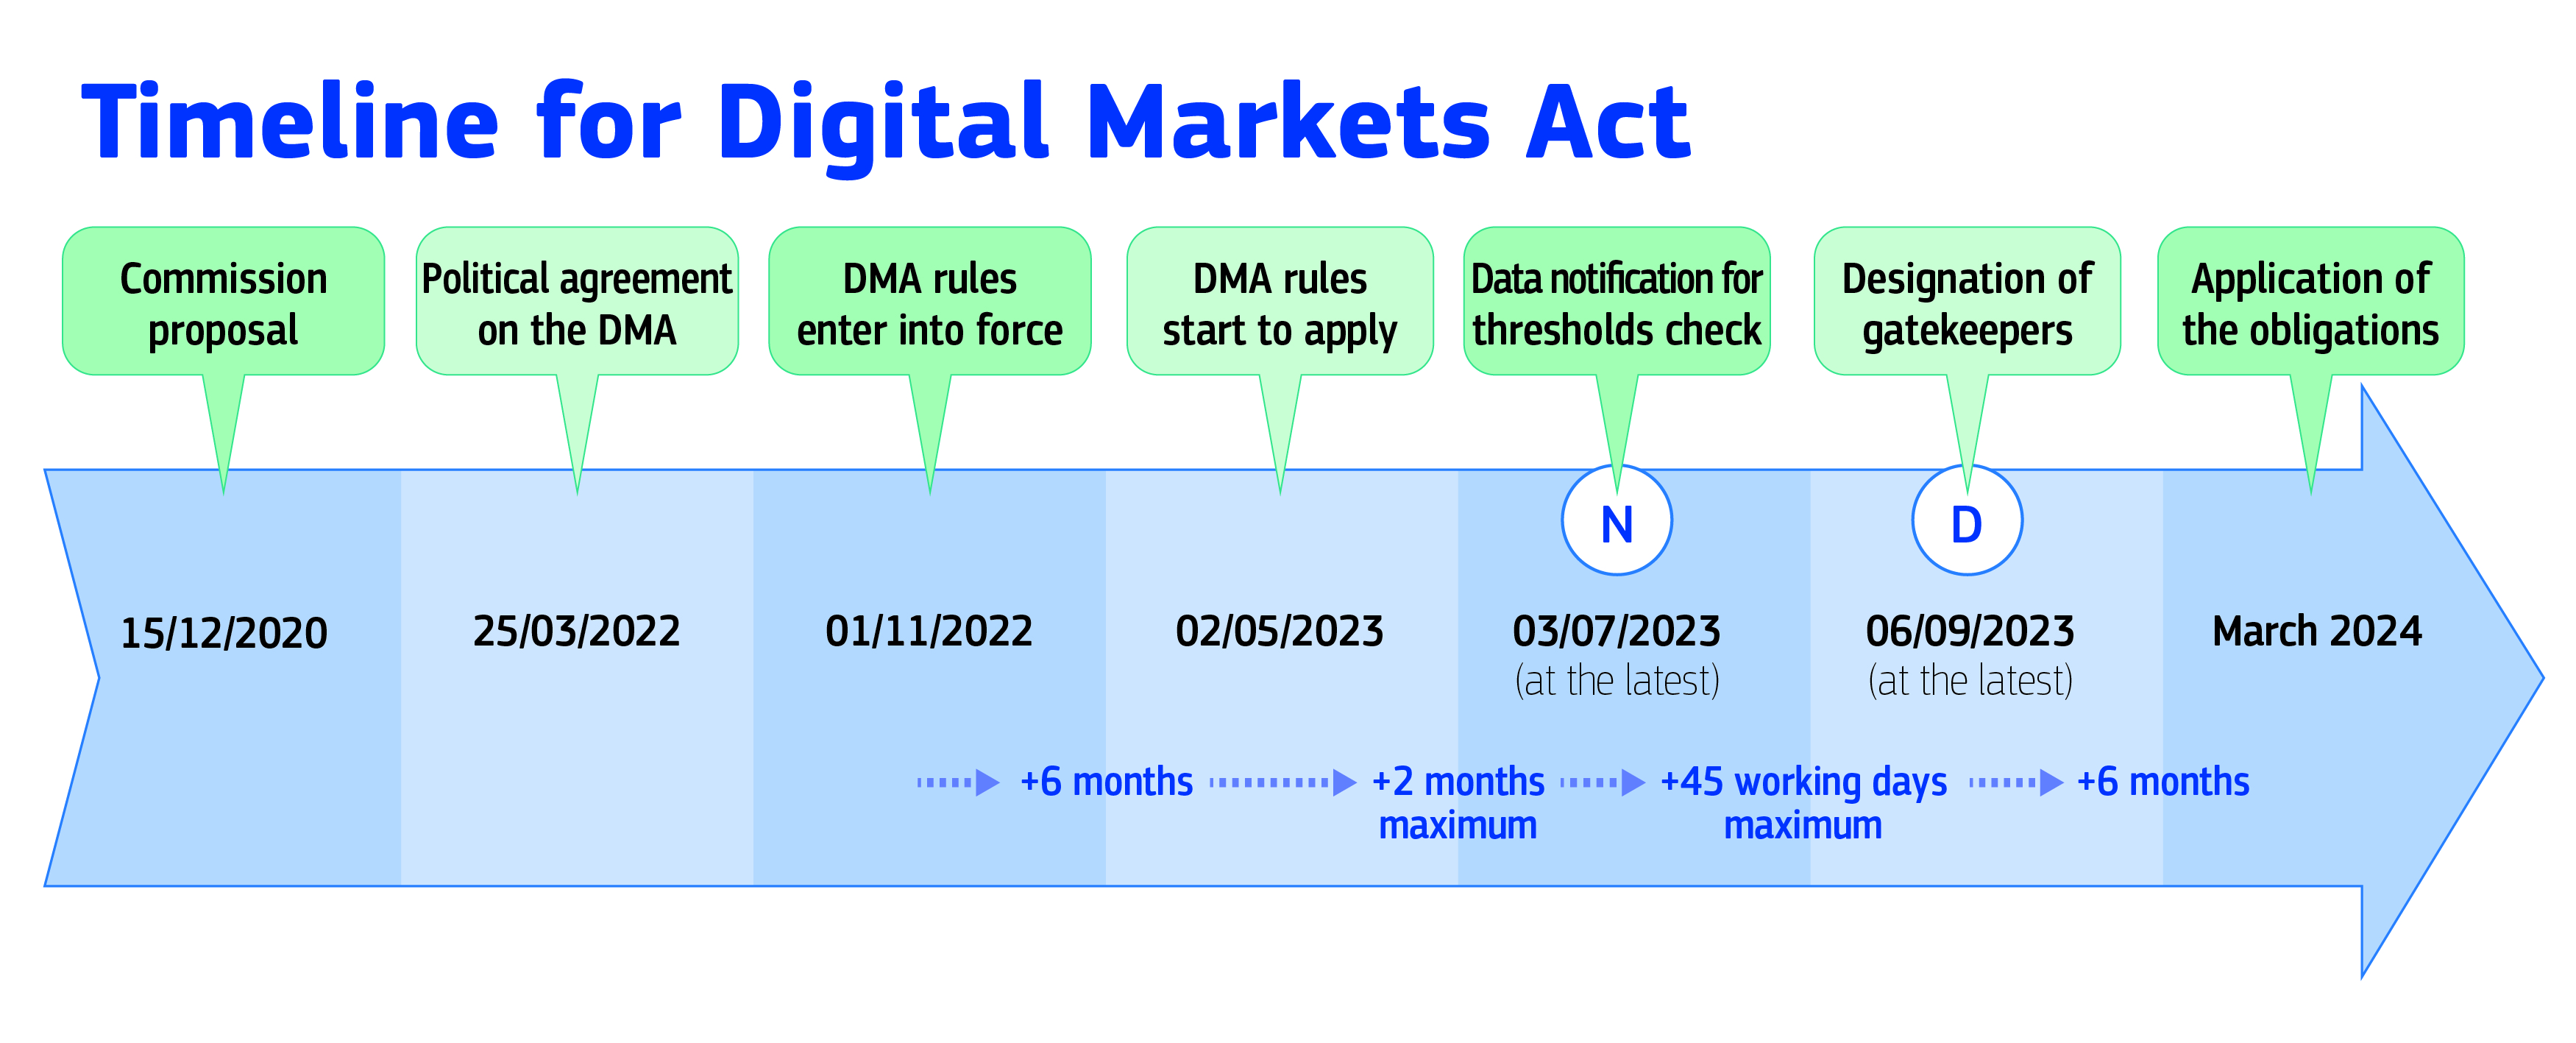 Timeline for Digital Markets Act
Commission
proposal
Political agreement
on the DMA
DMA rules
enter into force
DMA rules
start to apply
Data notification for
thresholds check
Designation of
gatekeepers
Application of
the obligations
N
D
15/12/2020
25/03/2022
01/11/2022
02/05/2023
03/07/2023
(at the latest)
06/09/2023
(at the latest)
March 2024
+6 months
+2 months
maximum
+45 working days
maximum
+6 months